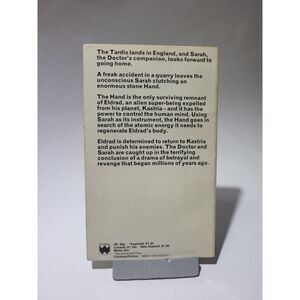 The Tardis lands in England, and Sarah,
the Doctor's companion, looks forward to
going home.
A freak accident in a quarry leaves the
unconscious Sarah clutching an
enormous stone Hand.
The Hand is the only surviving remnant
of Eldrad, an alien super-being expelled
from his planet, Kastria – and it has
the power to control the human mind. Using
Sarah as its instrument, the Hand goes in
search of the atomic energy it needs to
regenerate Eldrad's body.
Eldrad is determined to return to Kastria
and punish his enemies. The Doctor and
Sarah are caught up in the terrifying
conclusion of a drama of betrayal and
revenge that began millions of years ago.
Children/Fiction